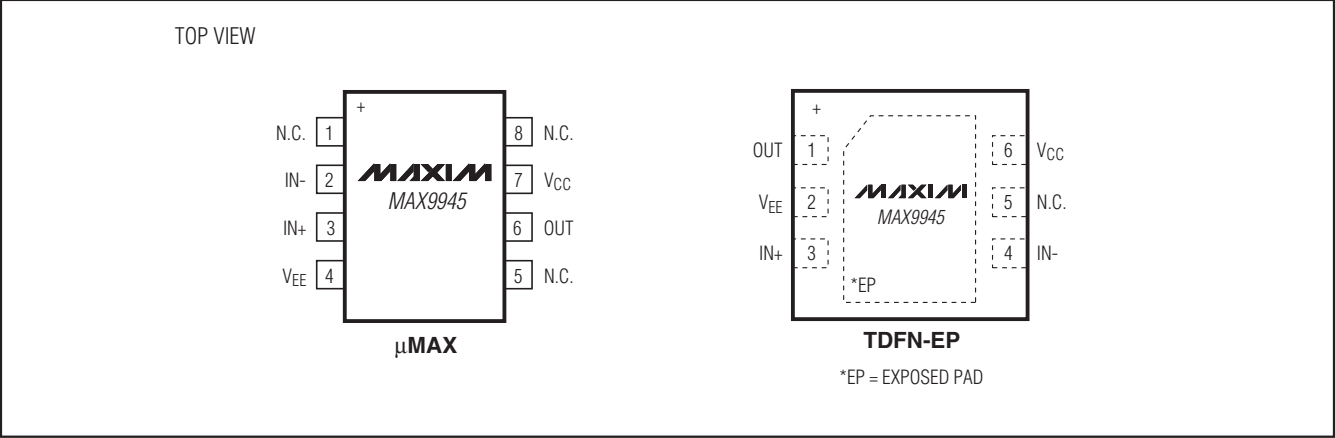 TOP VIEW
+
N.C. 1
IN- 2
IN+ 3
VEE 4
8 N.C.
7 VCC
6 OUT
5 N.C.
MAXIM
MAX9945
µMAX
+
OUT 1
VEE 2
IN+ 3
6 VCC
5 N.C.
4 IN-
MAXIM
MAX9945
*EP
TDFN-EP
*EP = EXPOSED PAD